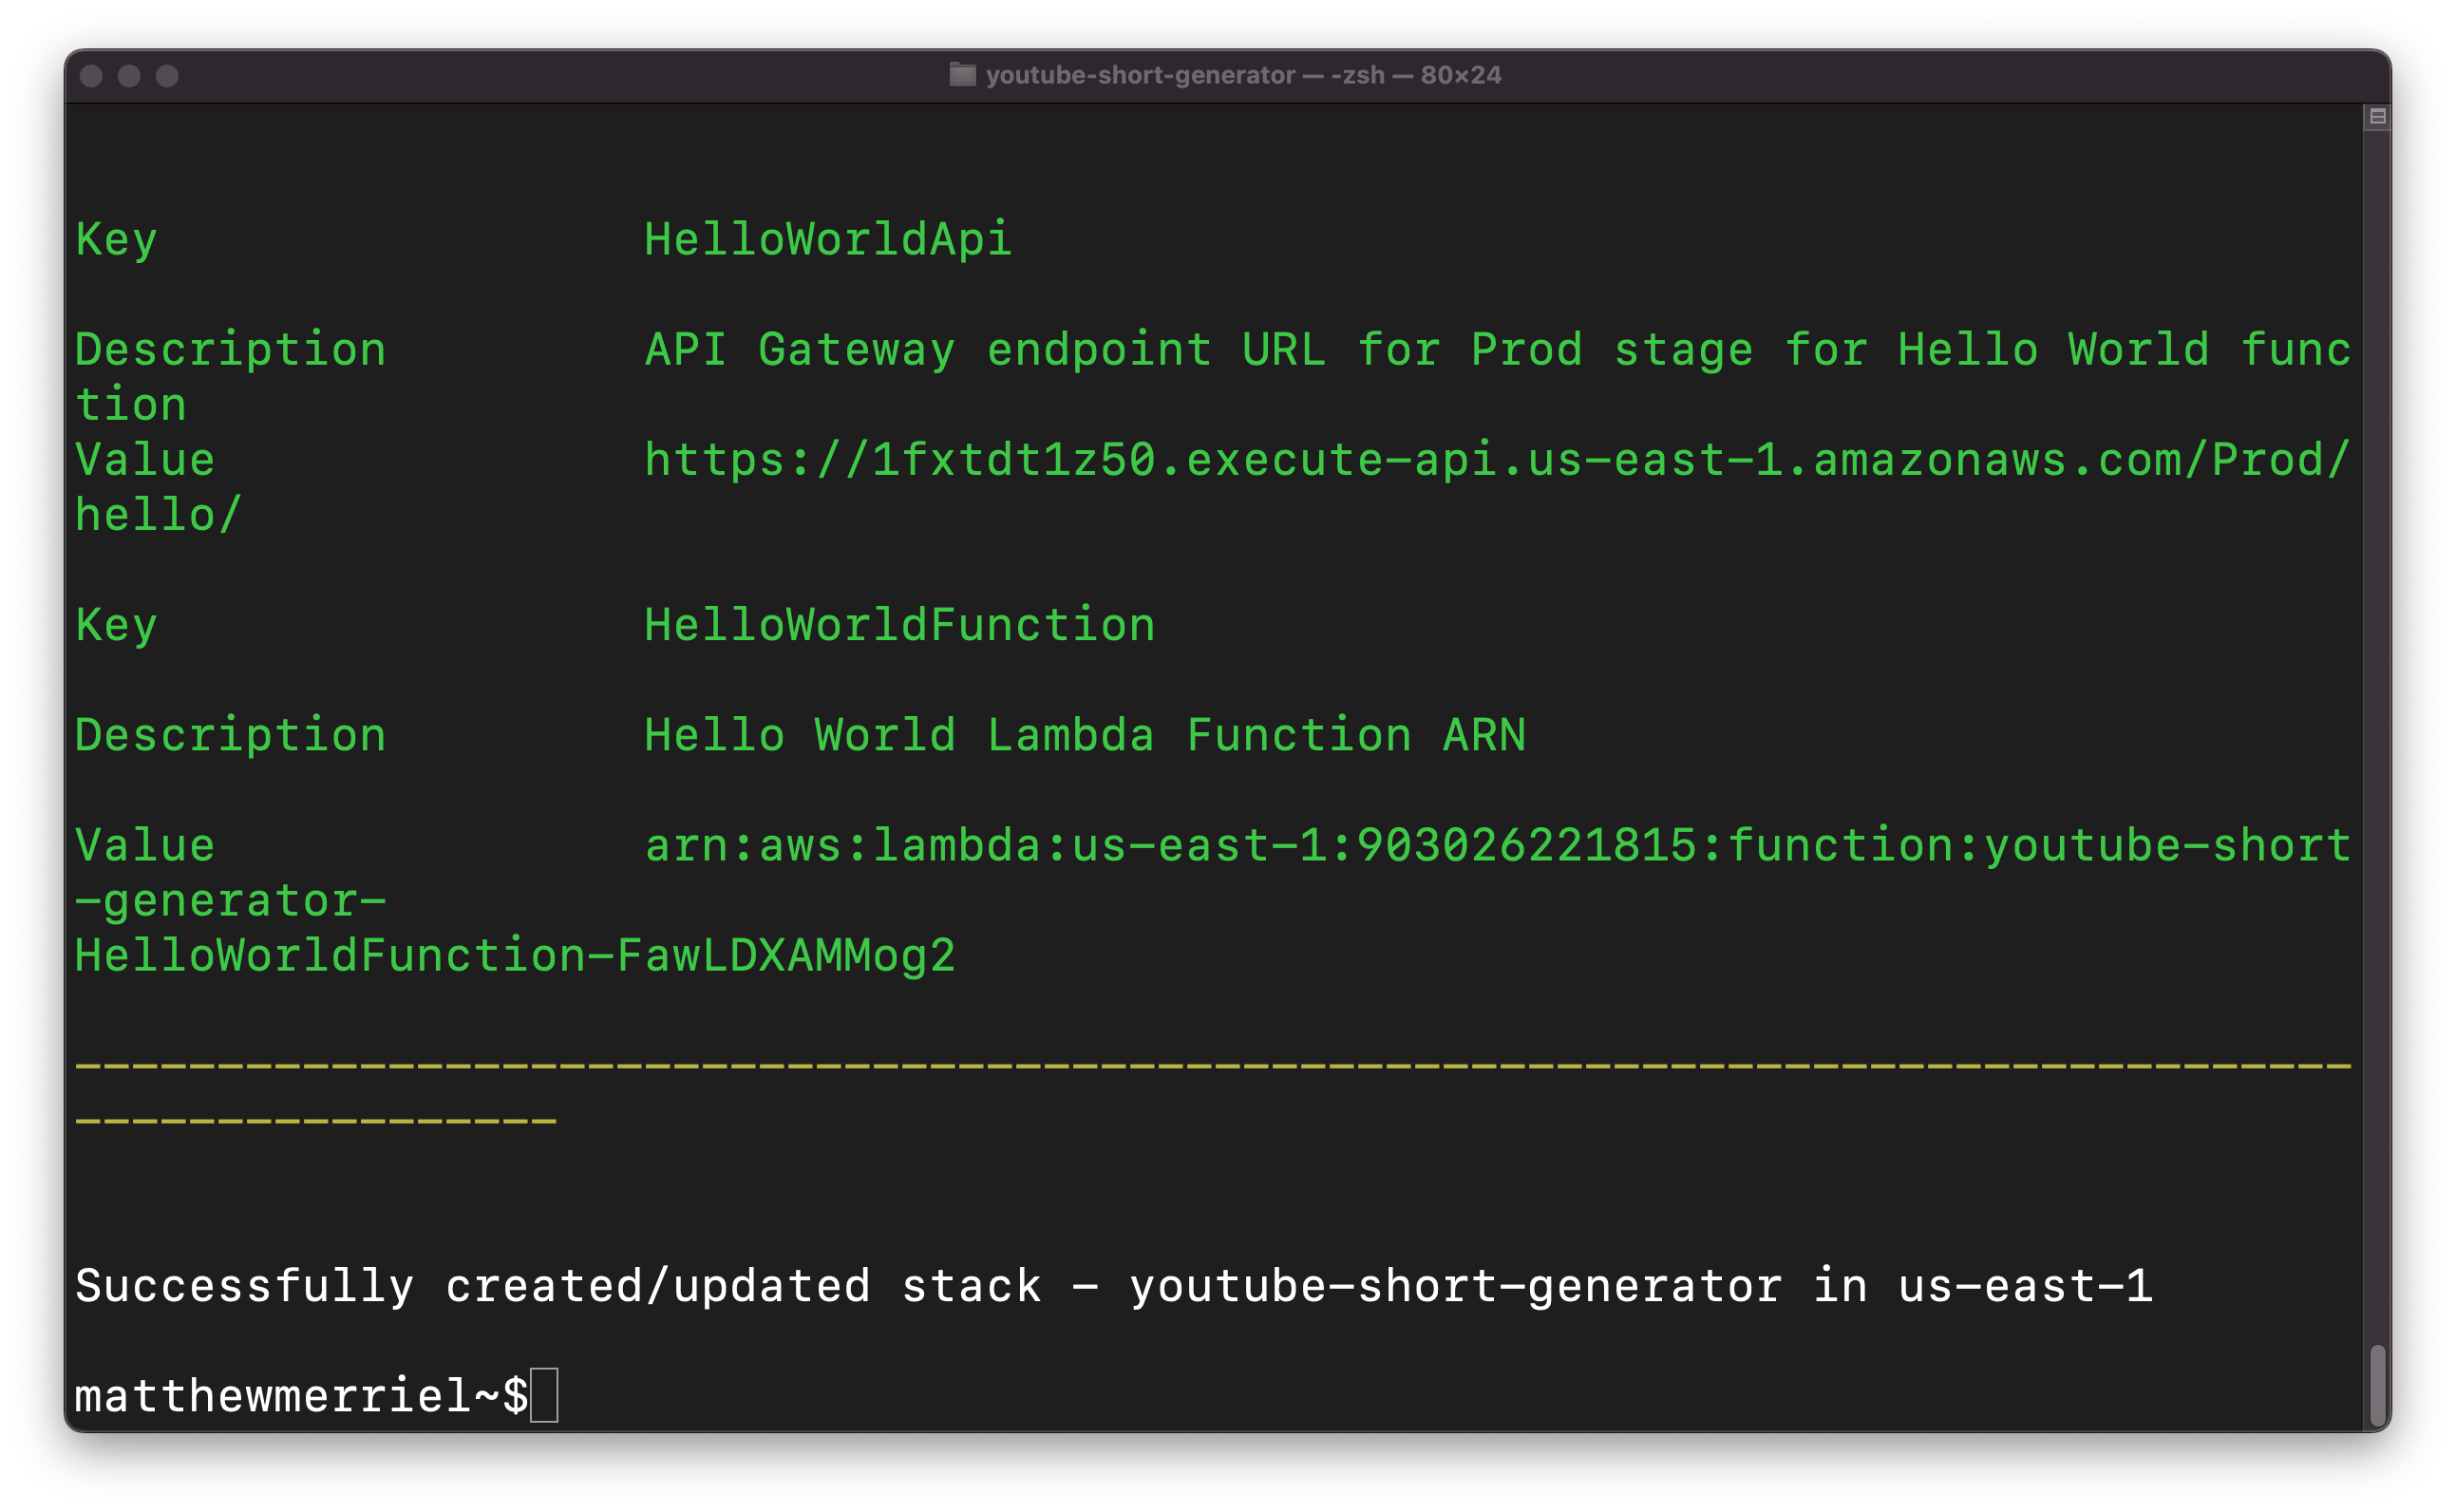 youtube-short-generator — -zsh — 80×24
Key                 HelloWorldApi
Description         API Gateway endpoint URL for Prod stage for Hello World func
tion
Value               https://1fxtdt1z50.execute-api.us-east-1.amazonaws.com/Prod/
hello/
Key                 HelloWorldFunction
Description         Hello World Lambda Function ARN
Value               arn:aws:lambda:us-east-1:903026221815:function:youtube-short
-generator-
HelloWorldFunction-FawLDXAMMog2
--------------------------------------------------------------------------------
-----------------
Successfully created/updated stack - youtube-short-generator in us-east-1
matthewmerriel~$